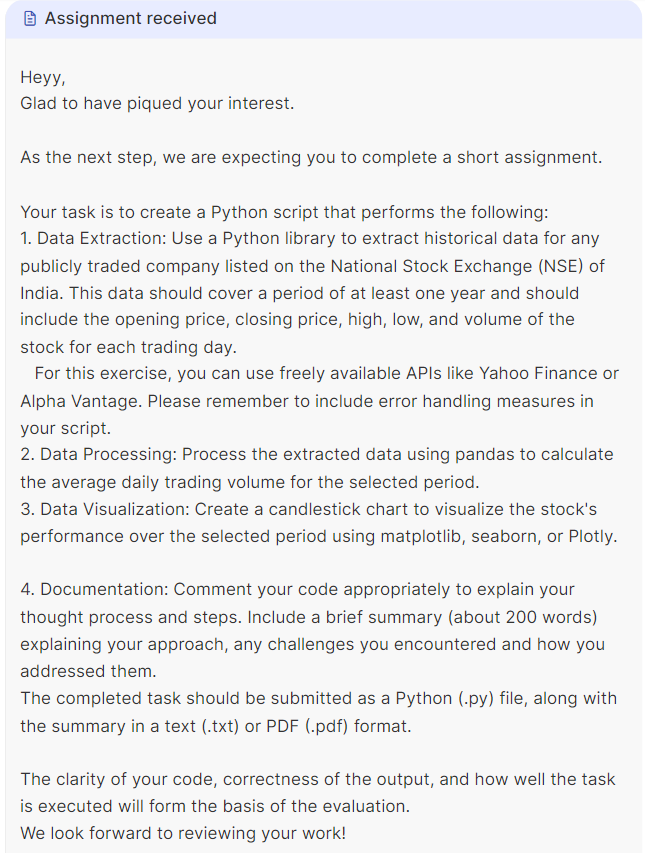 Assignment received
Heyy,
Glad to have piqued your interest.
As the next step, we are expecting you to complete a short assignment.
Your task is to create a Python script that performs the following:
1. Data Extraction: Use a Python library to extract historical data for any
publicly traded company listed on the National Stock Exchange (NSE) of
India. This data should cover a period of at least one year and should
include the opening price, closing price, high, low, and volume of the
stock for each trading day.
For this exercise, you can use freely available APIs like Yahoo Finance or
Alpha Vantage. Please remember to include error handling measures in
your script.
2. Data Processing: Process the extracted data using pandas to calculate
the average daily trading volume for the selected period.
3. Data Visualization: Create a candlestick chart to visualize the stock's
performance over the selected period using matplotlib, seaborn, or Plotly.
4. Documentation: Comment your code appropriately to explain your
thought process and steps. Include a brief summary (about 200 words)
explaining your approach, any challenges you encountered and how you
addressed them.
The completed task should be submitted as a Python (.py) file, along with
the summary in a text (.txt) or PDF (.pdf) format.
The clarity of your code, correctness of the output, and how well the task
is executed will form the basis of the evaluation.
We look forward to reviewing your work!